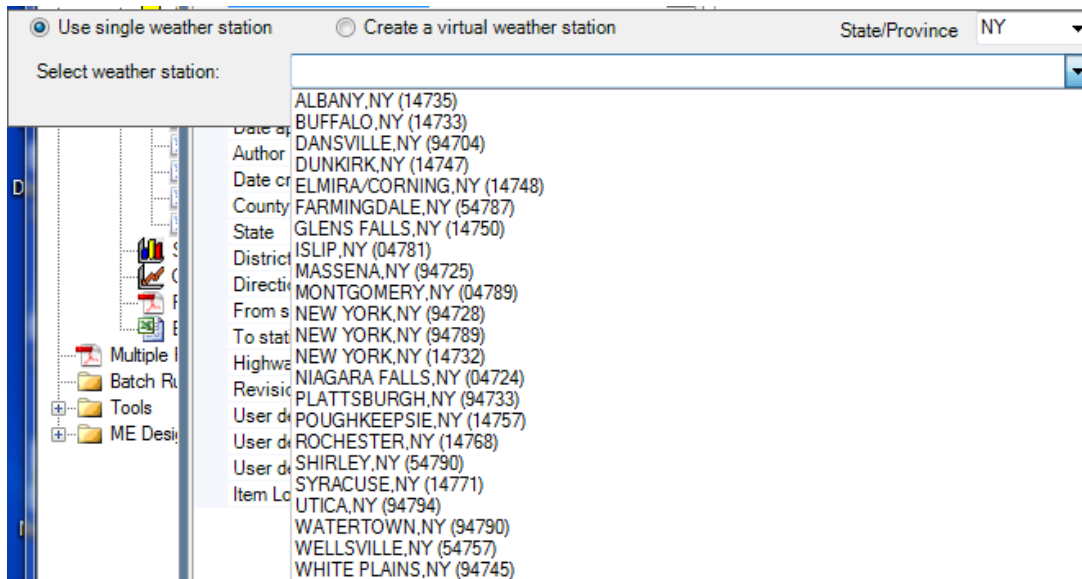 Use single weather station Create a virtual weather station State/Province NY
Select weather station:
ALBANY,NY (14735)
BUFFALO,NY (14733)
DANSVILLE,NY (94704)
DUNKIRK,NY (14747)
ELMIRA/CORNING,NY (14748)
FARMINGDALE,NY (54787)
GLENS FALLS,NY (14750)
ISLIP,NY (04781)
MASSENA,NY (94725)
MONTGOMERY,NY (04789)
NEW YORK,NY (94728)
NEW YORK,NY (94789)
NEW YORK,NY (14732)
NIAGARA FALLS,NY (04724)
PLATTSBURGH,NY (94733)
POUGHKEEPSIE,NY (14757)
ROCHESTER,NY (14768)
SHIRLEY,NY (54790)
SYRACUSE,NY (14771)
UTICA,NY (94794)
WATERTOWN,NY (94790)
WELLSVILLE,NY (54757)
WHITE PLAINS,NY (94745)
Author
Date cr
County
State
District
Directi
From s
To stati
Highwa
Revisi
User de
User de
User de
Item Lo
Multiple
Batch Ru
Tools
ME Desi
D